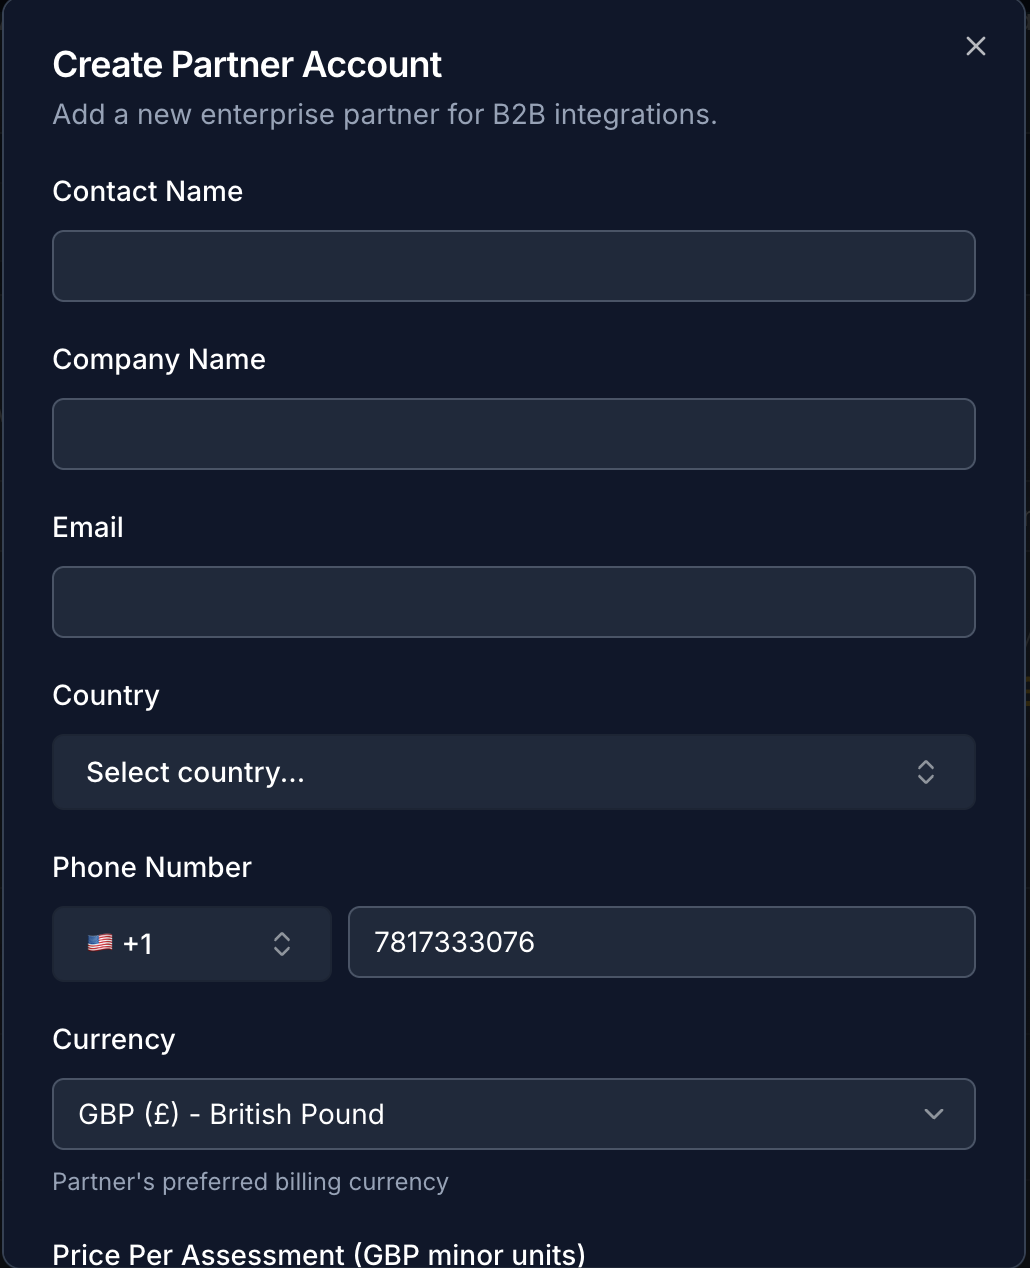 Create Partner Account
Add a new enterprise partner for B2B integrations.
Contact Name
Company Name
Email
Country
Select country...
Phone Number
🇺🇸 +1
7817333076
Currency
GBP (£) - British Pound
Partner's preferred billing currency
Price Per Assessment (GBP minor units)